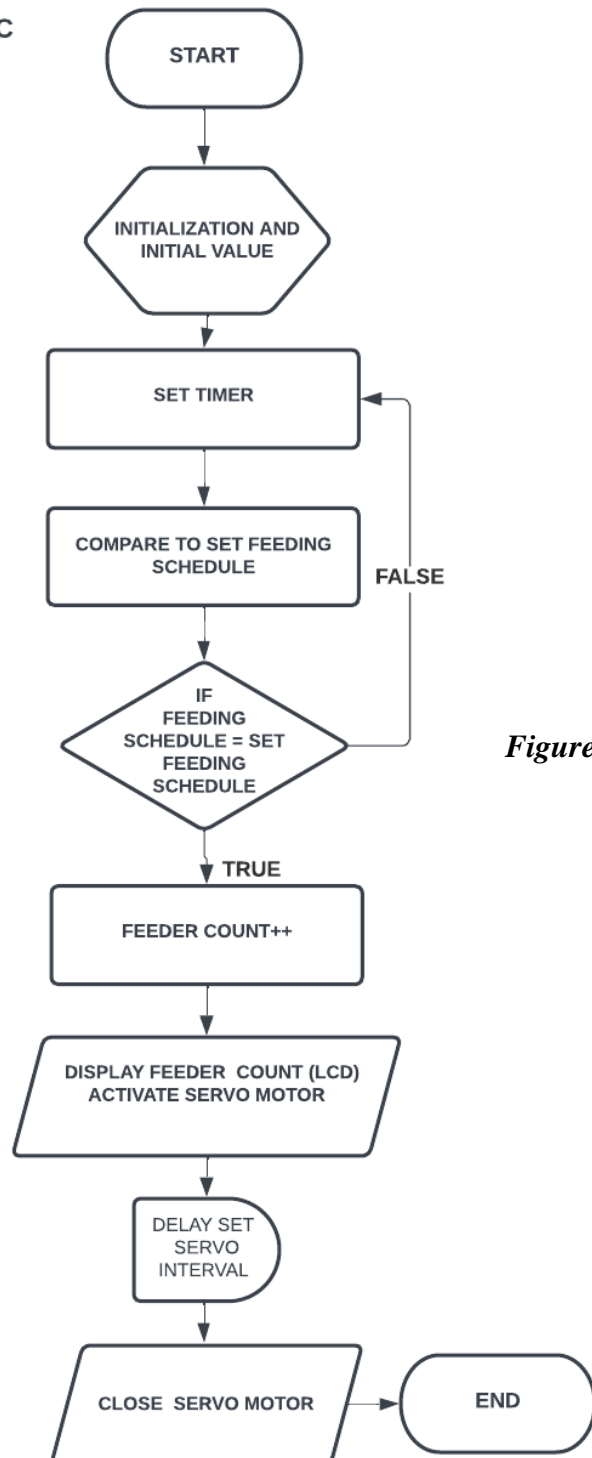 C
START
INITIALIZATION AND
INITIAL VALUE
SET TIMER
COMPARE TO SET FEEDING
SCHEDULE
FALSE
IF
FEEDING
SCHEDULE = SET
FEEDING
SCHEDULE
Figure
TRUE
FEEDER COUNT++
DISPLAY FEEDER COUNT (LCD)
ACTIVATE SERVO MOTOR
DELAY SET
SERVO
INTERVAL
CLOSE SERVO MOTOR
END